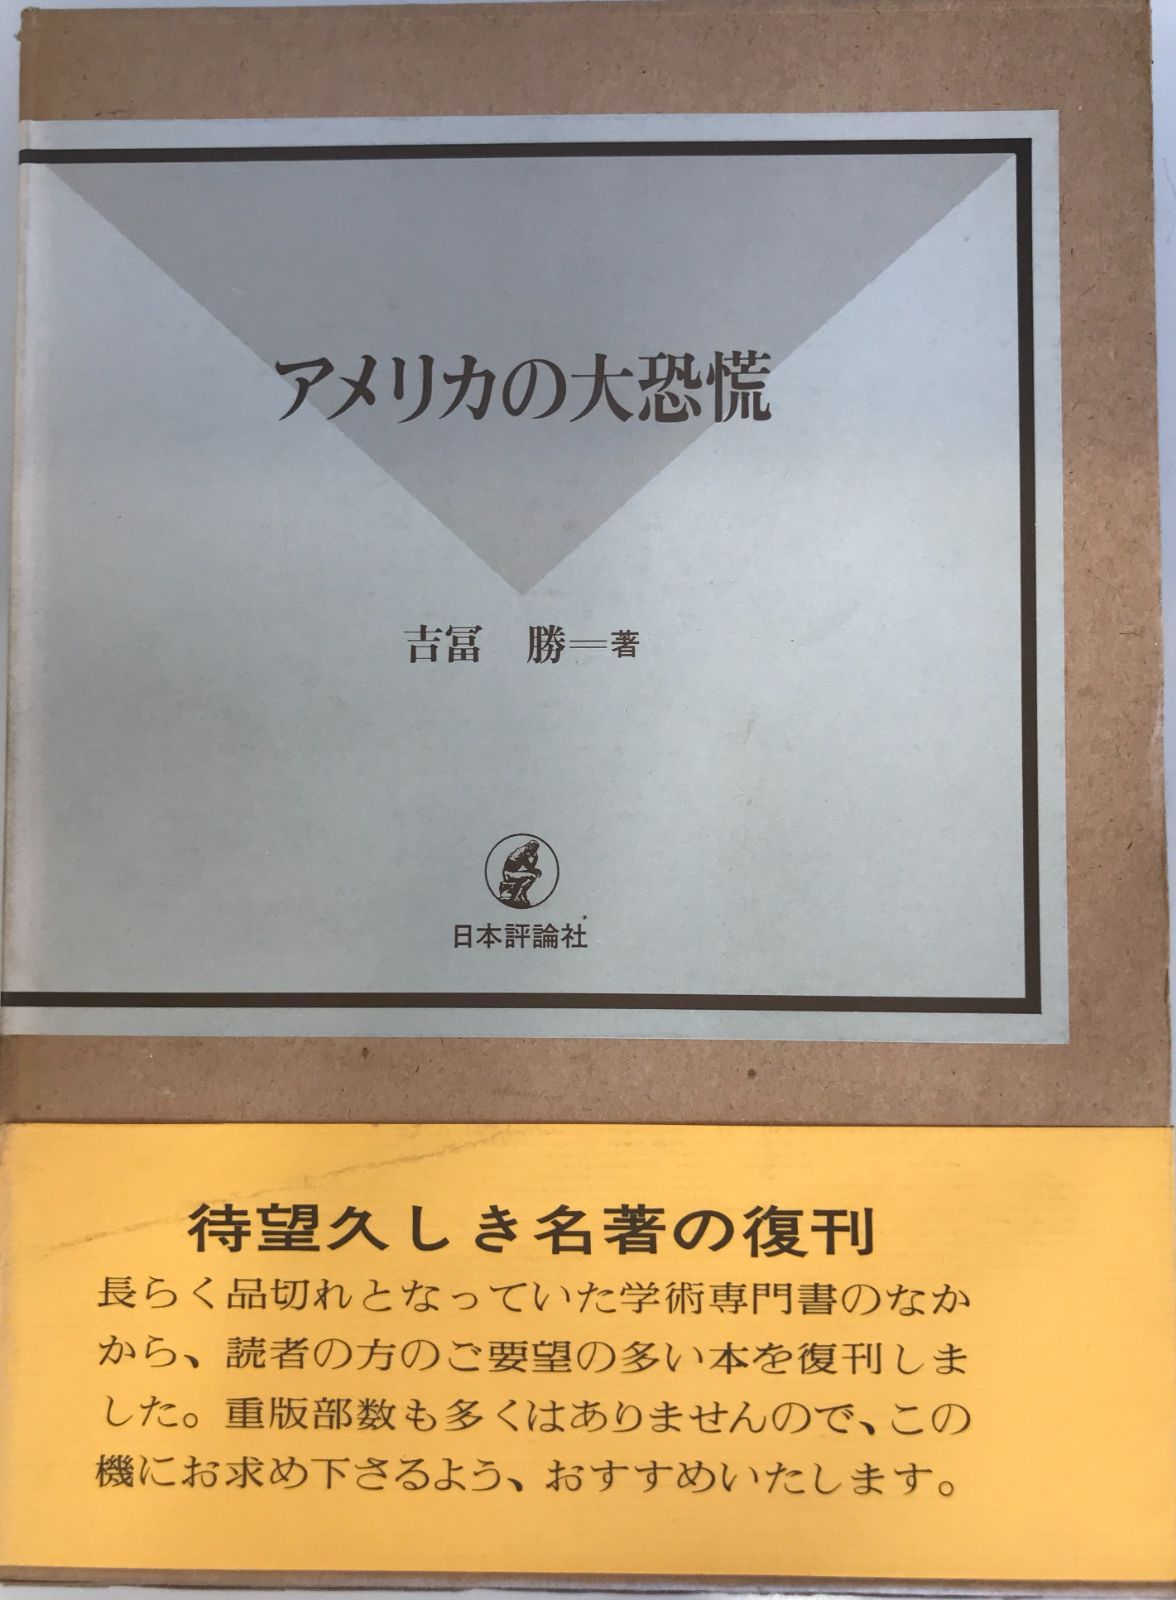 アメリカの大恐慌
吉冨　勝＝著
日本評論社
待望久しき名著の復刊
長らく品切れとなっていた学術専門書のなか
から、読者の方のご要望の多い本を復刊しま
した。重版部数も多くはありませんので、この
機にお求め下さるよう、おすすめいたします。